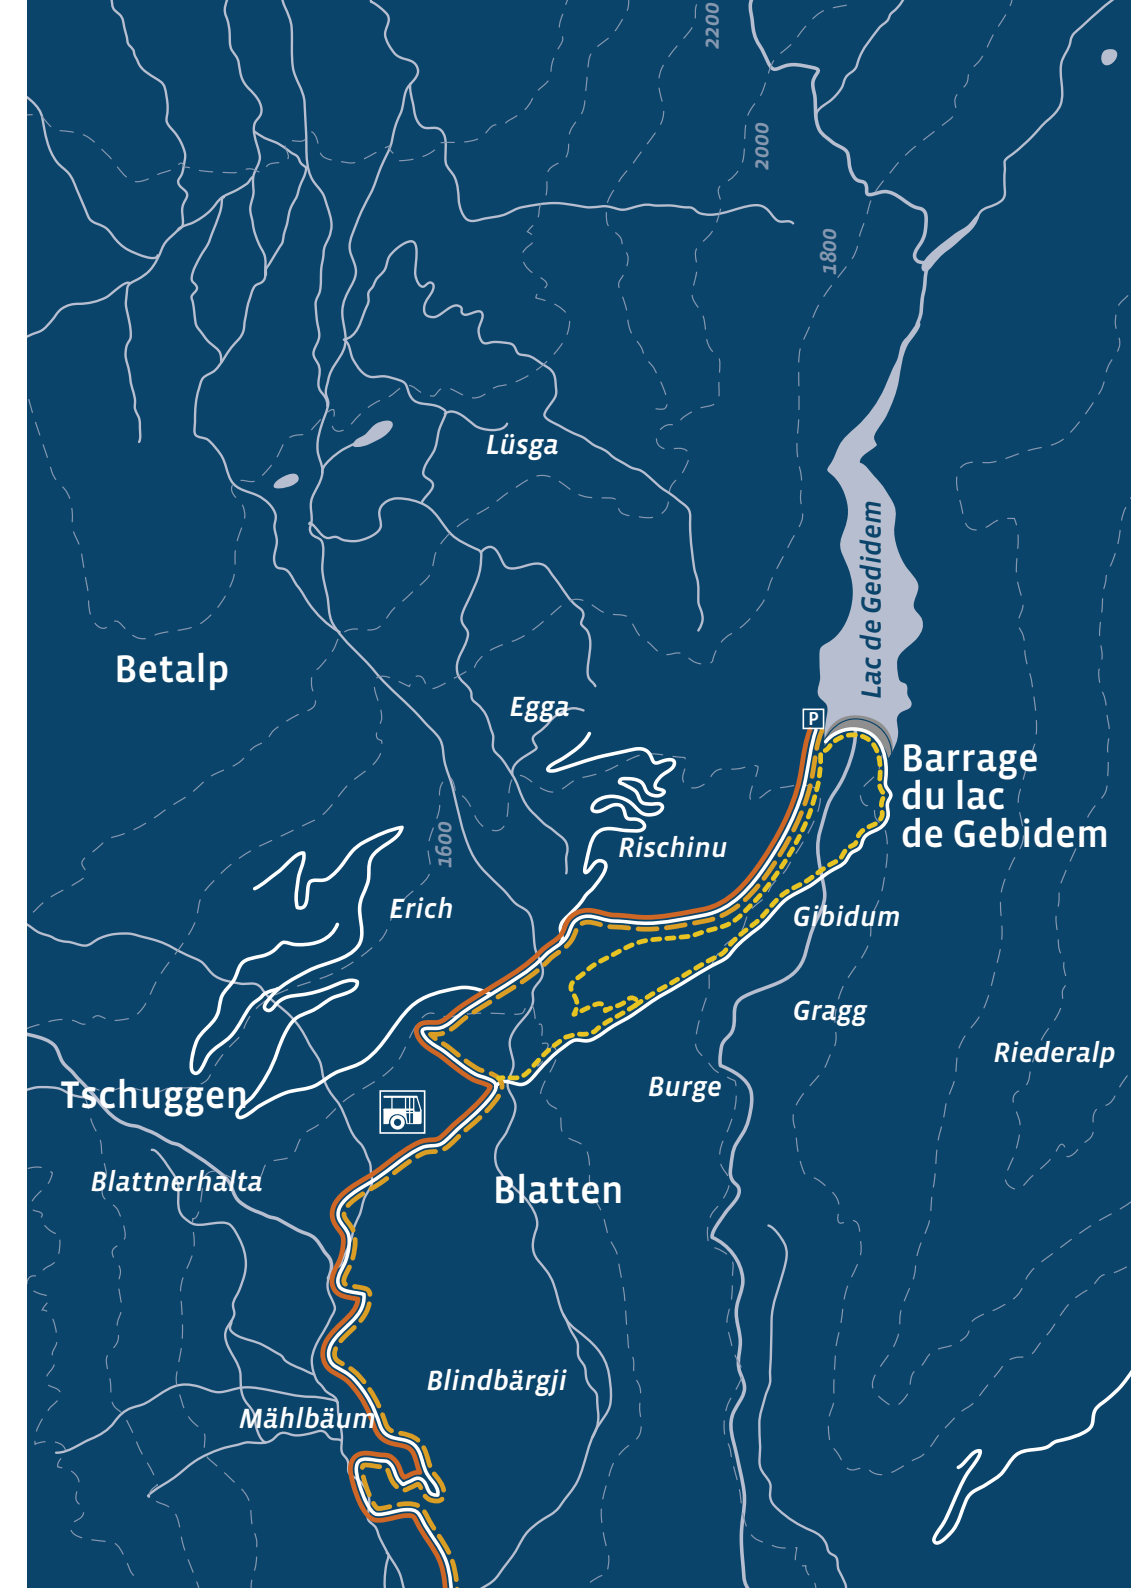 2200
2000
1800
Lüsga
Lac de Gedidem
Betalp
Egga
P
Barrage
du lac
de Gebidem
1600
Rischinu
Erich
Gibidum
Gragg
Riederalp
Burge
Tschuggen
Blattnerhalta
Blatten
Blindbärgji
Mählbäum